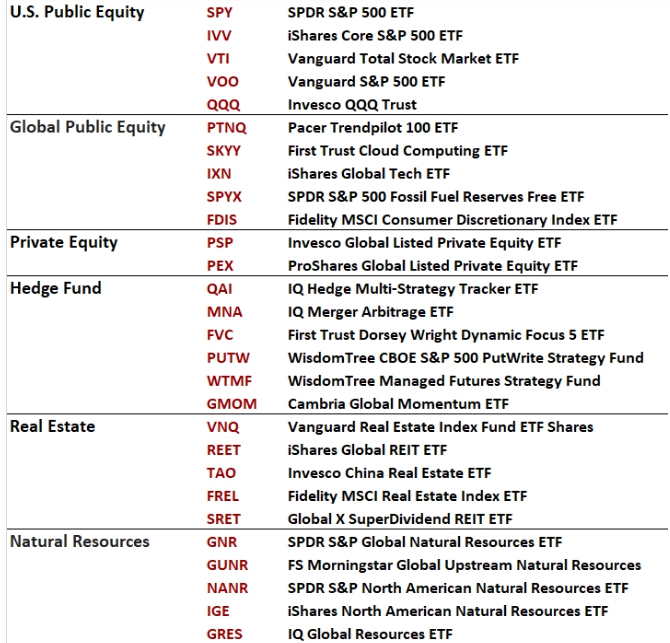 U.S. Public Equity SPY SPDR S&P 500 ETF
IVV iShares Core S&P 500 ETF
VTI Vanguard Total Stock Market ETF
VOO Vanguard S&P 500 ETF
QQQ Invesco QQQ Trust
Global Public Equity PTNQ Pacer Trendpilot 100 ETF
SKYY First Trust Cloud Computing ETF
IXN iShares Global Tech ETF
SPYX SPDR S&P 500 Fossil Fuel Reserves Free ETF
FDIS Fidelity MSCI Consumer Discretionary Index ETF
Private Equity PSP Invesco Global Listed Private Equity ETF
PEX ProShares Global Listed Private Equity ETF
Hedge Fund QAI IQ Hedge Multi-Strategy Tracker ETF
MNA IQ Merger Arbitrage ETF
FVC First Trust Dorsey Wright Dynamic Focus 5 ETF
PUTW WisdomTree CBOE S&P 500 PutWrite Strategy Fund
WTMF WisdomTree Managed Futures Strategy Fund
GMOM Cambria Global Momentum ETF
Real Estate VNQ Vanguard Real Estate Index Fund ETF Shares
REET iShares Global REIT ETF
TAO Invesco China Real Estate ETF
FREL Fidelity MSCI Real Estate Index ETF
SRET Global X SuperDividend REIT ETF
Natural Resources GNR SPDR S&P Global Natural Resources ETF
GUNR FS Morningstar Global Upstream Natural Resources
NANR SPDR S&P North American Natural Resources ETF
IGE iShares North American Natural Resources ETF
GRES IQ Global Resources ETF